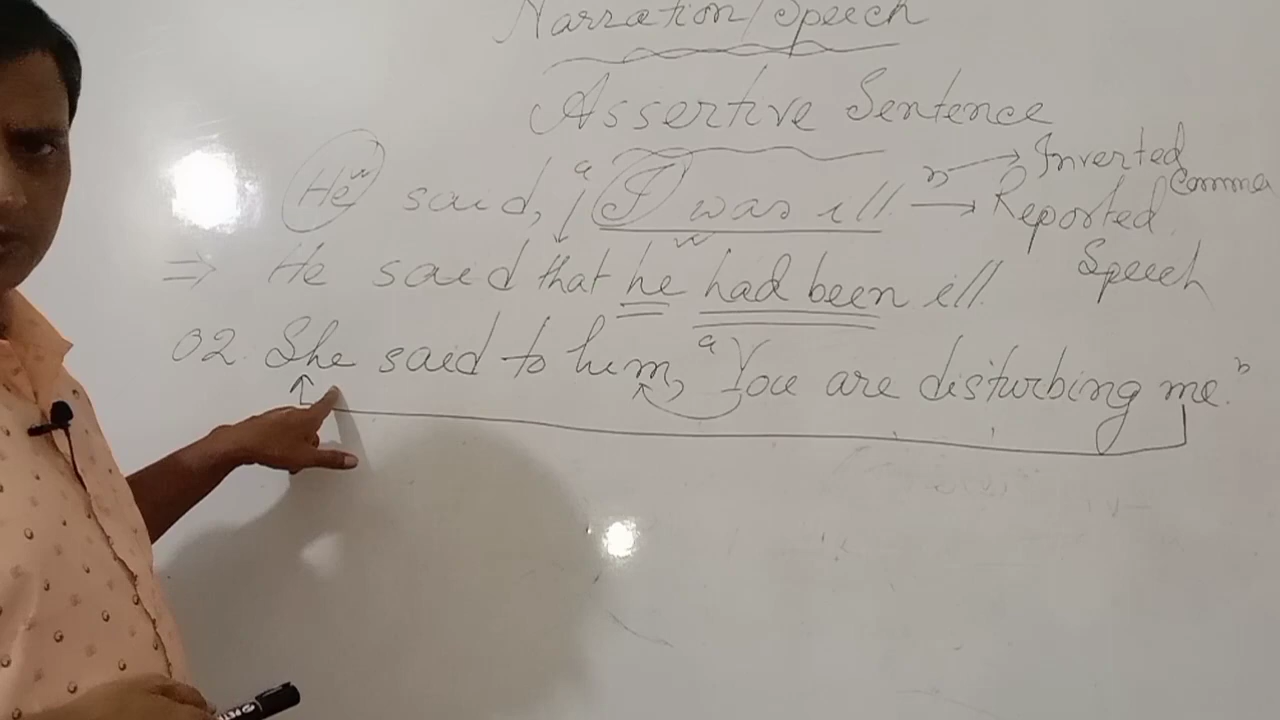 Narration/Speech
Assertive Sentence
He said, "I was ill" → Inverted Comma
→ Reported Speech
⇒ He said that he had been ill.
02. She said to him, "You are disturbing me."